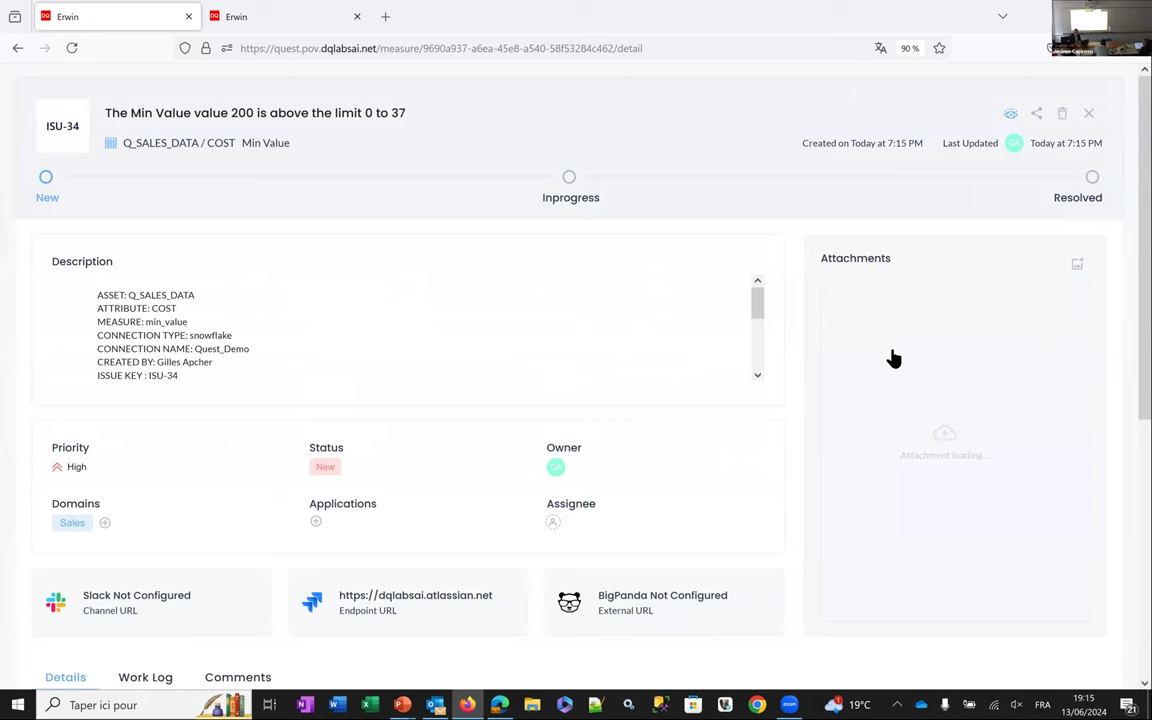 Erwin
Erwin
https://quest.pov.dqlabsai.net/measure/9690a937-a6ea-45e8-a540-58f53284c462/detail
90 %
ISU-34
The Min Value value 200 is above the limit 0 to 37
Q_SALES_DATA / COST Min Value
Created on Today at 7:15 PM
Last Updated GA Today at 7:15 PM
New
Inprogress
Resolved
Description
ASSET: Q_SALES_DATA
ATTRIBUTE: COST
MEASURE: min_value
CONNECTION TYPE: snowflake
CONNECTION NAME: Quest_Demo
CREATED BY: Gilles Apcher
ISSUE KEY : ISU-34
Attachments
Attachment loading...
Priority
High
Status
New
Owner
GA
Domains
Sales
Applications
Assignee
Slack Not Configured
Channel URL
https://dqlabsai.atlassian.net
Endpoint URL
BigPanda Not Configured
External URL
Details
Work Log
Comments
Taper ici pour
19°C
FRA
19:15
13/06/2024
21